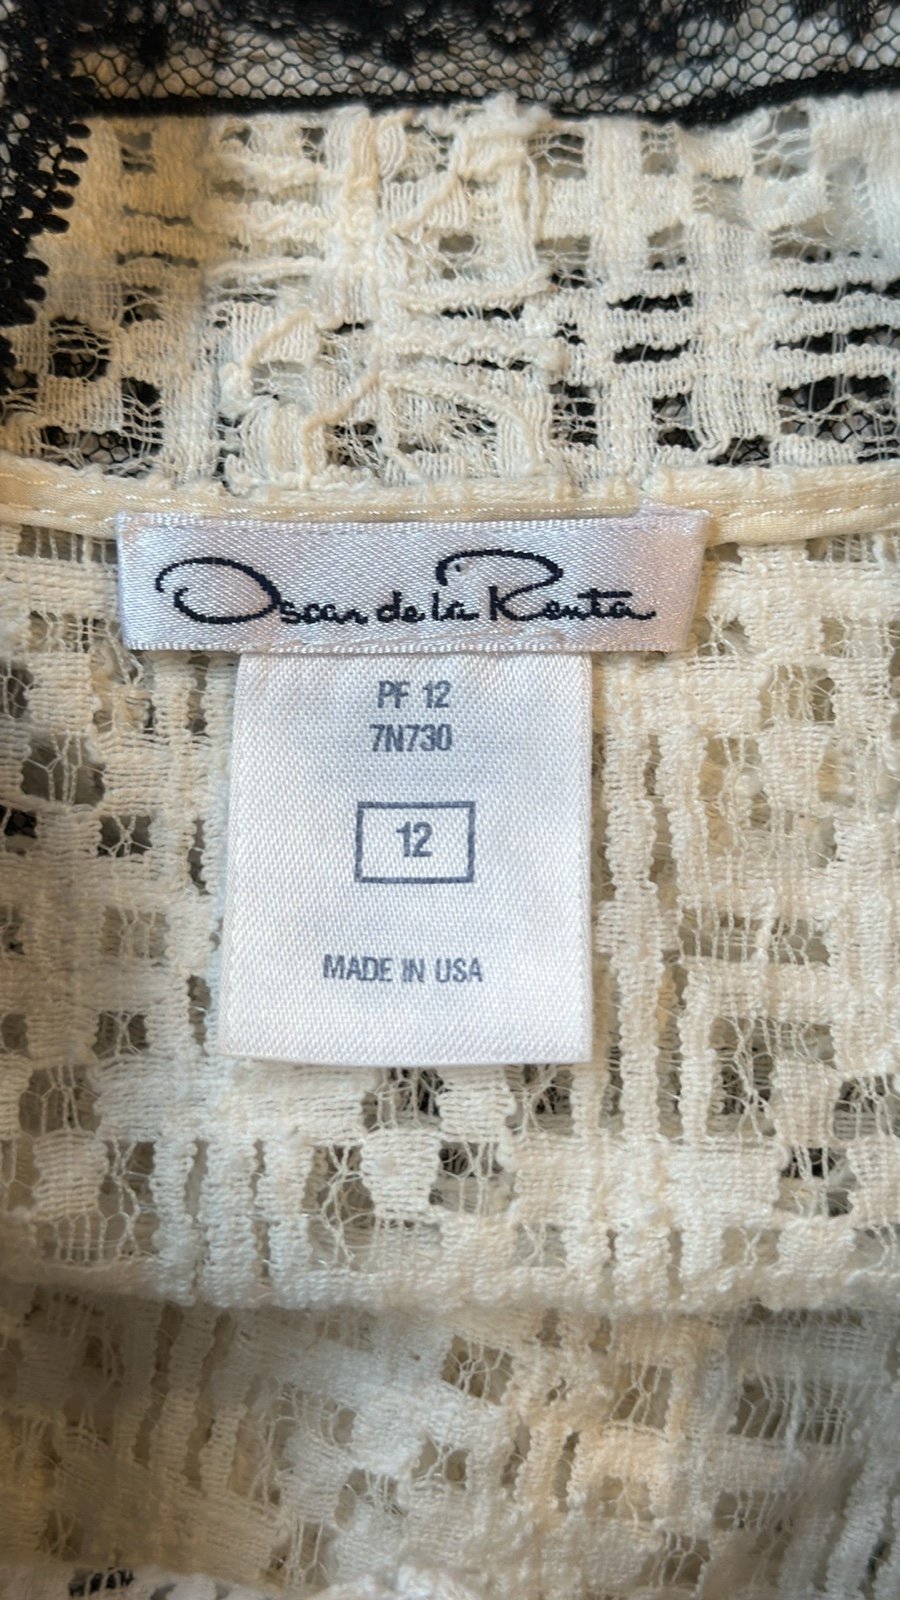 Oscar de la Renta
PF 12
7N730
12
MADE IN USA